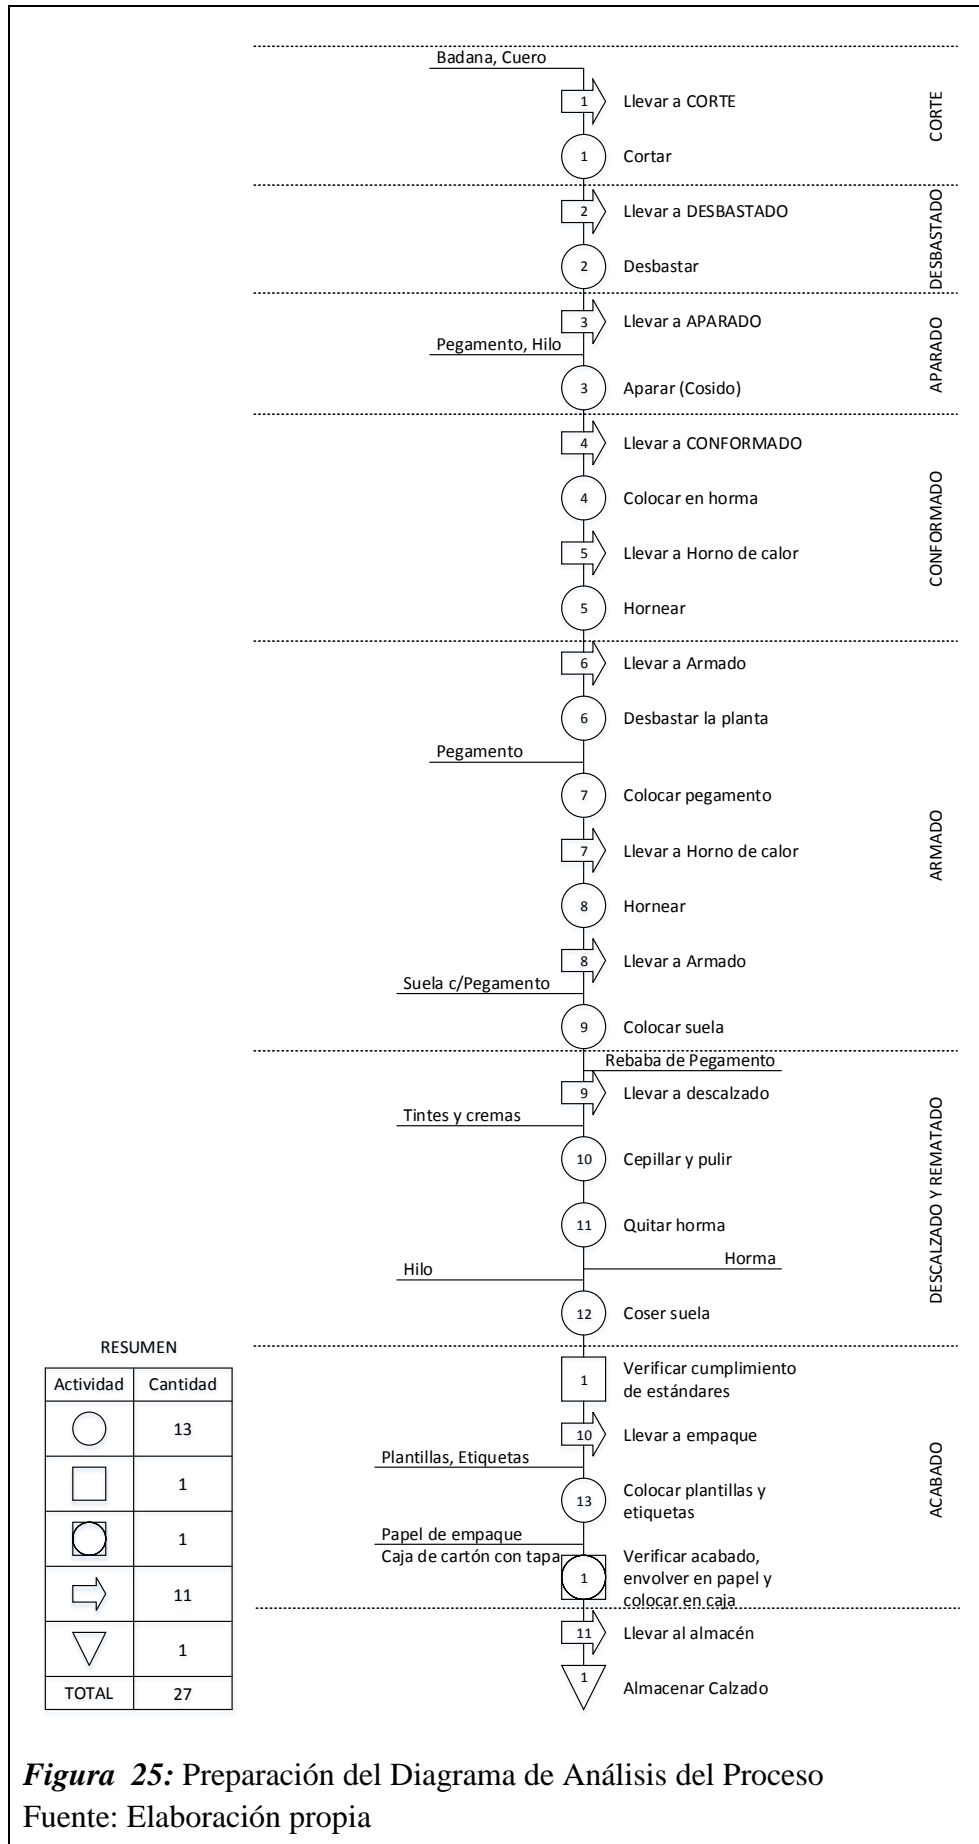 Badana, Cuero
1 Llevar a CORTE
1 Cortar
CORTE
2 Llevar a DESBASTADO
2 Desbastar
DESBASTADO
3 Llevar a APARADO
Pegamento, Hilo
3 Aparar (Cosido)
APARADO
4 Llevar a CONFORMADO
4 Colocar en horma
5 Llevar a Horno de calor
5 Hornear
CONFORMADO
6 Llevar a Armado
6 Desbastar la planta
Pegamento
7 Colocar pegamento
7 Llevar a Horno de calor
8 Hornear
8 Llevar a Armado
Suela c/Pegamento
9 Colocar suela
ARMADO
Rebaba de Pegamento
9 Llevar a descalzado
Tintes y cremas
10 Cepillar y pulir
11 Quitar horma
Horma
Hilo
12 Coser suela
DESCALZADO Y REMATADO
1 Verificar cumplimiento
de estándares
10 Llevar a empaque
Plantillas, Etiquetas
13 Colocar plantillas y
etiquetas
Papel de empaque
Caja de cartón con tapa
1 Verificar acabado,
envolver en papel y
colocar en caja
ACABADO
11 Llevar al almacén
1 Almacenar Calzado
RESUMEN
Actividad Cantidad
13
1
1
11
1
TOTAL 27
Figura 25: Preparación del Diagrama de Análisis del Proceso
Fuente: Elaboración propia